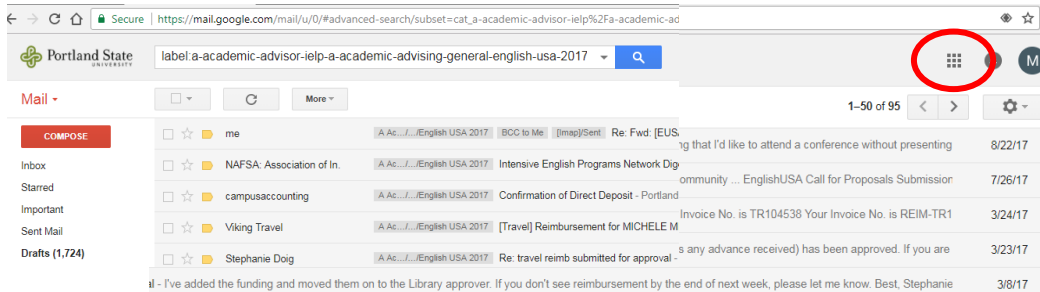 Secure | https://mail.google.com/mail/u/0/#advanced-search/subset=cat_a-academic-advisor-ielp%2Fa-academic-ad
Portland State
UNIVERSITY
label:a-academic-advisor-ielp-a-academic-advising-general-english-usa-2017
M
Mail
More
1–50 of 95
COMPOSE
me A Ac.../.../English USA 2017 BCC to Me [Imap]/Sent Re: Fwd: [EUS ng that I'd like to attend a conference without presenting 8/22/17
Inbox
NAFSA: Association of In. A Ac.../.../English USA 2017 Intensive English Programs Network Dig ommunity ... EnglishUSA Call for Proposals Submission 7/26/17
Starred
campusaccounting A Ac.../.../English USA 2017 Confirmation of Direct Deposit - Portland Invoice No. is TR104538 Your Invoice No. is REIM-TR1 3/24/17
Important
Sent Mail
Viking Travel A Ac.../.../English USA 2017 [Travel] Reimbursement for MICHELE M s any advance received) has been approved. If you are 3/23/17
Drafts (1,724)
Stephanie Doig A Ac.../.../English USA 2017 Re: travel reimb submitted for approval -
al - I've added the funding and moved them on to the Library approver. If you don't see reimbursement by the end of next week, please let me know. Best, Stephanie 3/8/17